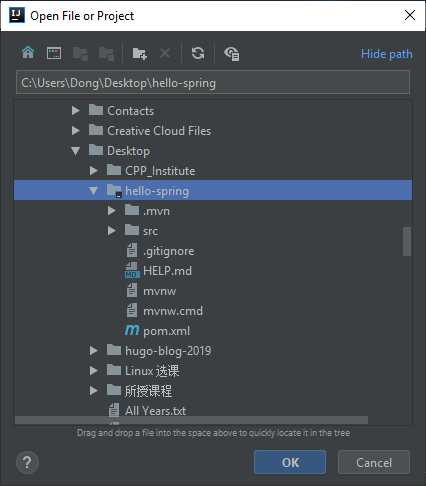 IJ
Open File or Project
Hide path
C:\Users\Dong\Desktop\hello-spring
Contacts
Creative Cloud Files
Desktop
CPP_Institute
hello-spring
.mvn
src
.gitignore
MD
HELP.md
mvnw
mvnw.cmd
m pom.xml
hugo-blog-2019
Linux 选课
所授课程
All Years.txt
Drag and drop a file into the space above to quickly locate it in the tree
?
OK
Cancel